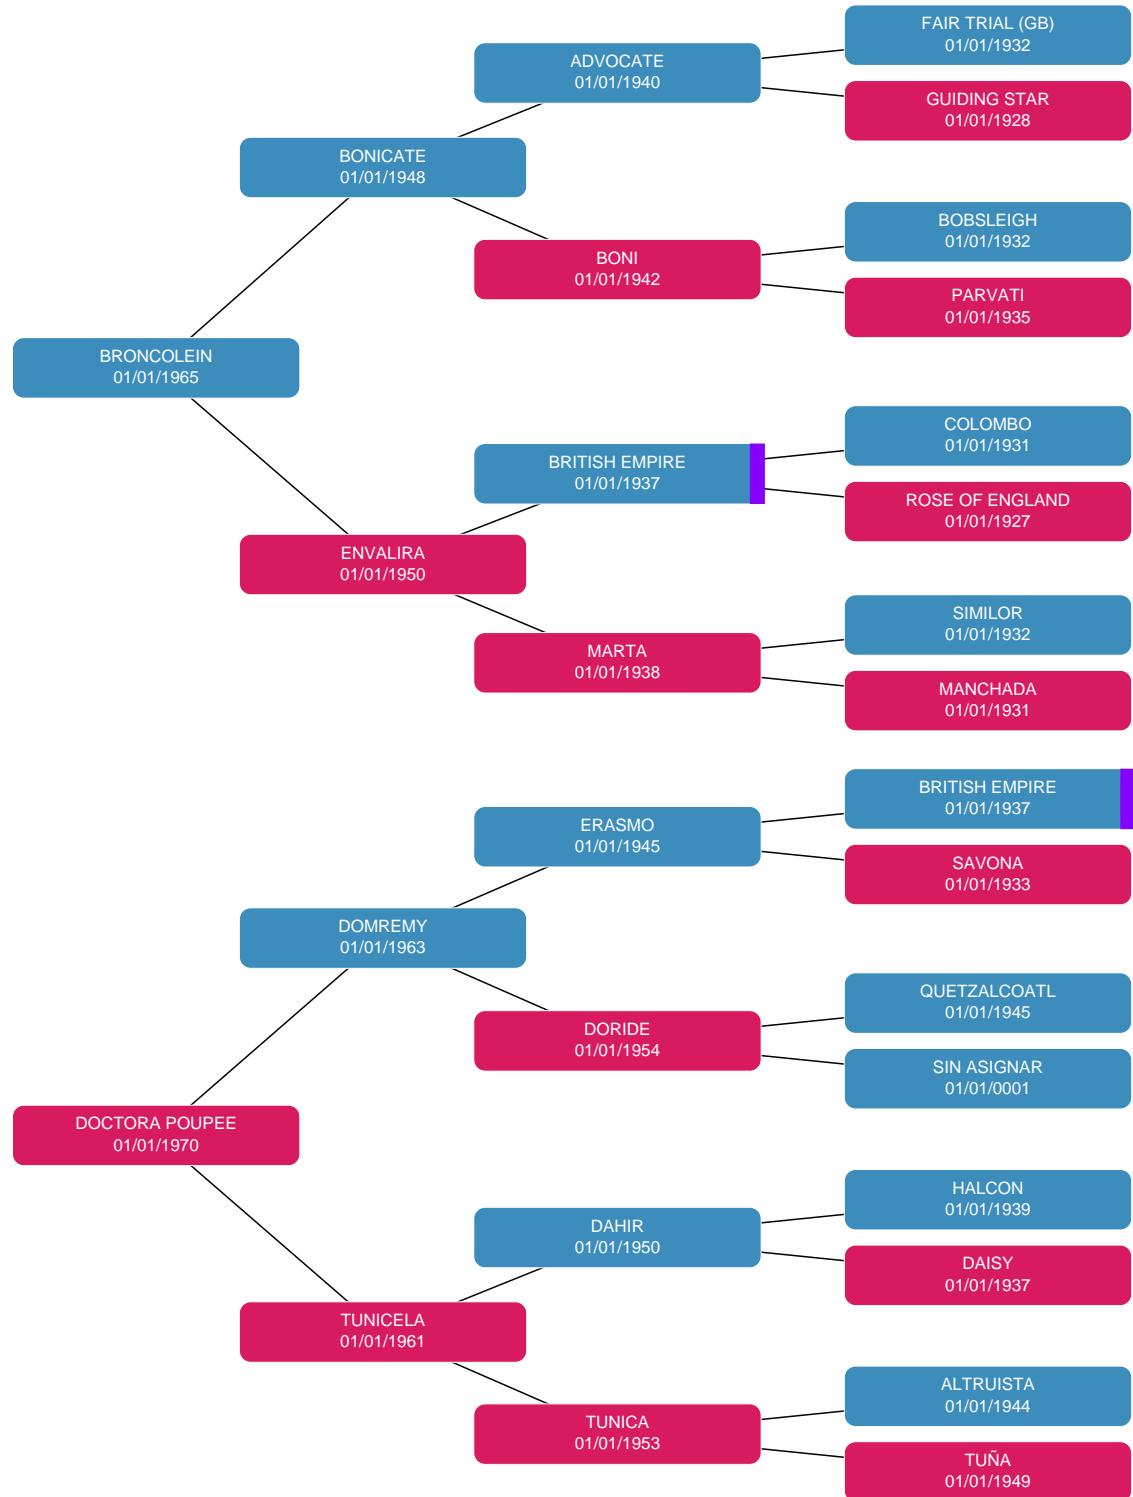 FAIR TRIAL (GB)
01/01/1932
ADVOCATE
01/01/1940
GUIDING STAR
01/01/1928
BONICATE
01/01/1948
BOBSLEIGH
01/01/1932
BONI
01/01/1942
PARVATI
01/01/1935
BRONCOLEIN
01/01/1965
COLOMBO
01/01/1931
BRITISH EMPIRE
01/01/1937
ROSE OF ENGLAND
01/01/1927
ENVALIRA
01/01/1950
SIMILOR
01/01/1932
MARTA
01/01/1938
MANCHADA
01/01/1931
BRITISH EMPIRE
01/01/1937
ERASMO
01/01/1945
SAVONA
01/01/1933
DOMREMY
01/01/1963
QUETZALCOATL
01/01/1945
DORIDE
01/01/1954
SIN ASIGNAR
01/01/0001
DOCTORA POUPEE
01/01/1970
HALCON
01/01/1939
DAHIR
01/01/1950
DAISY
01/01/1937
TUNICELA
01/01/1961
ALTRUISTA
01/01/1944
TUNICA
01/01/1953
TUÑA
01/01/1949